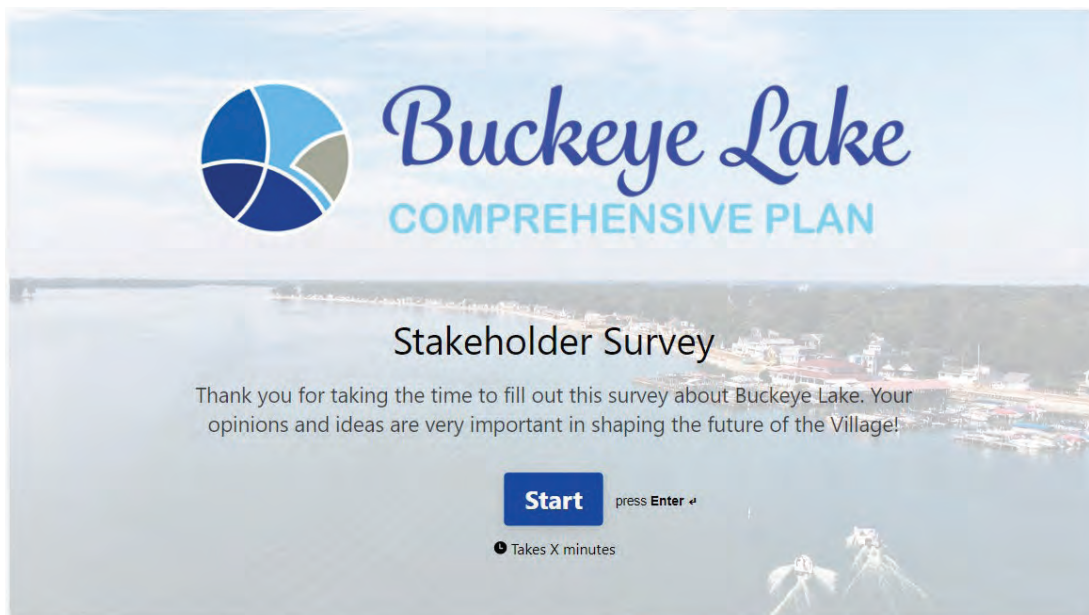 Buckeye Lake
COMPREHENSIVE PLAN
Stakeholder Survey
Thank you for taking the time to fill out this survey about Buckeye Lake. Your
opinions and ideas are very important in shaping the future of the Village!
Start press Enter ↵
Takes X minutes